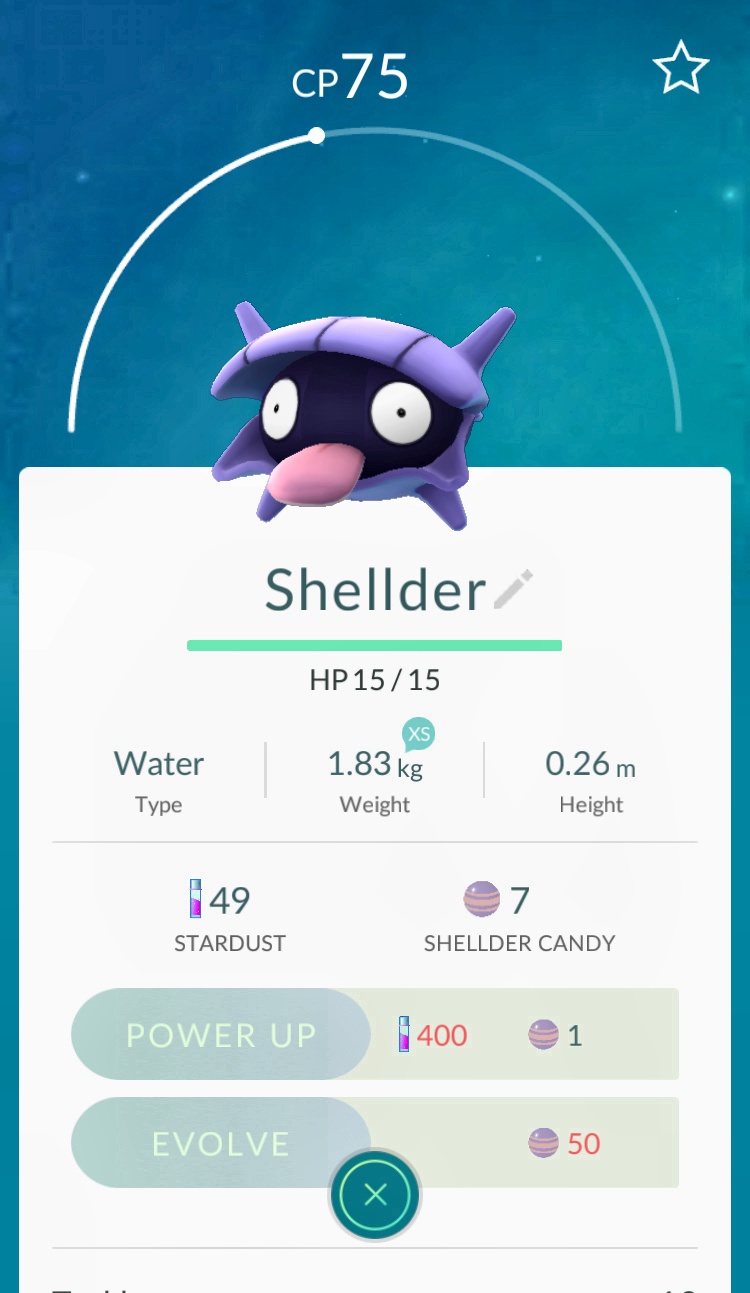 CP75
Shellder
HP 15 / 15
XS
Water 1.83 kg 0.26 m
Type Weight Height
49 7
STARDUST SHELLDER CANDY
POWER UP 400 1
EVOLVE 50